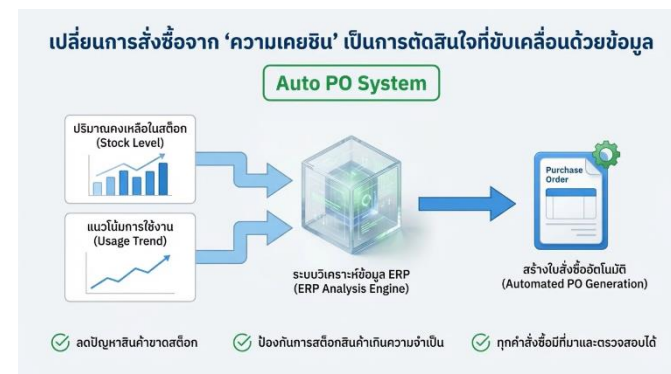 เปลี่ยนการสั่งซื้อจาก ‘ความเคยชิน’ เป็นการตัดสินใจที่ขับเคลื่อนด้วยข้อมูล
Auto PO System
ปริมาณคงเหลือในสต็อก
(Stock Level)
แนวโน้มการใช้งาน
(Usage Trend)
ระบบวิเคราะห์ข้อมูล ERP
(ERP Analysis Engine)
Purchase
Order
สร้างใบสั่งซื้ออัตโนมัติ
(Automated PO Generation)
ลดปัญหาสินค้าขาดสต็อก
ป้องกันการสต็อกสินค้าเกินความจำเป็น
ทุกคำสั่งซื้อมีที่มาและตรวจสอบได้